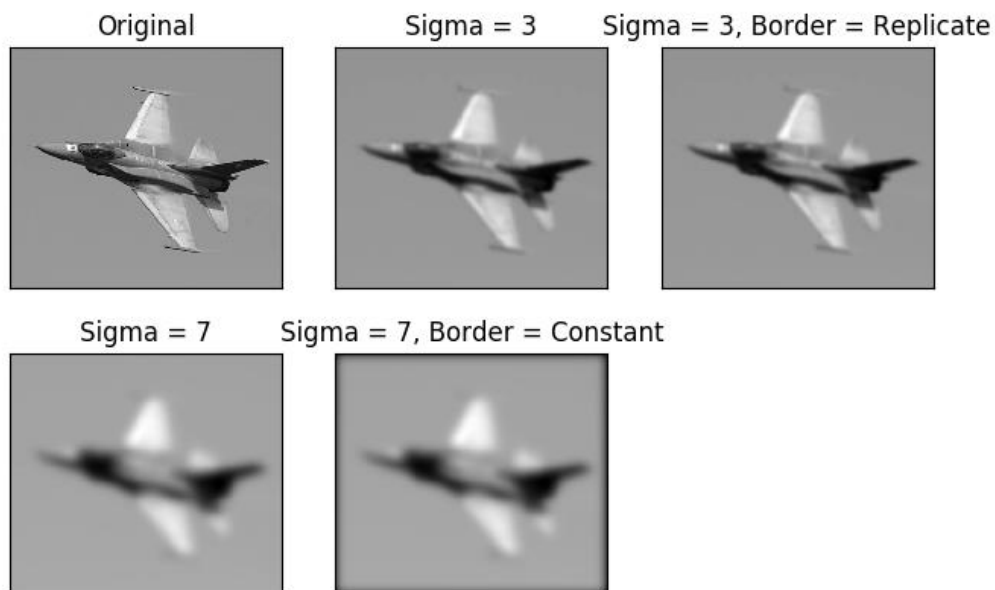 Original
Sigma = 3
Sigma = 3, Border = Replicate
Sigma = 7
Sigma = 7, Border = Constant